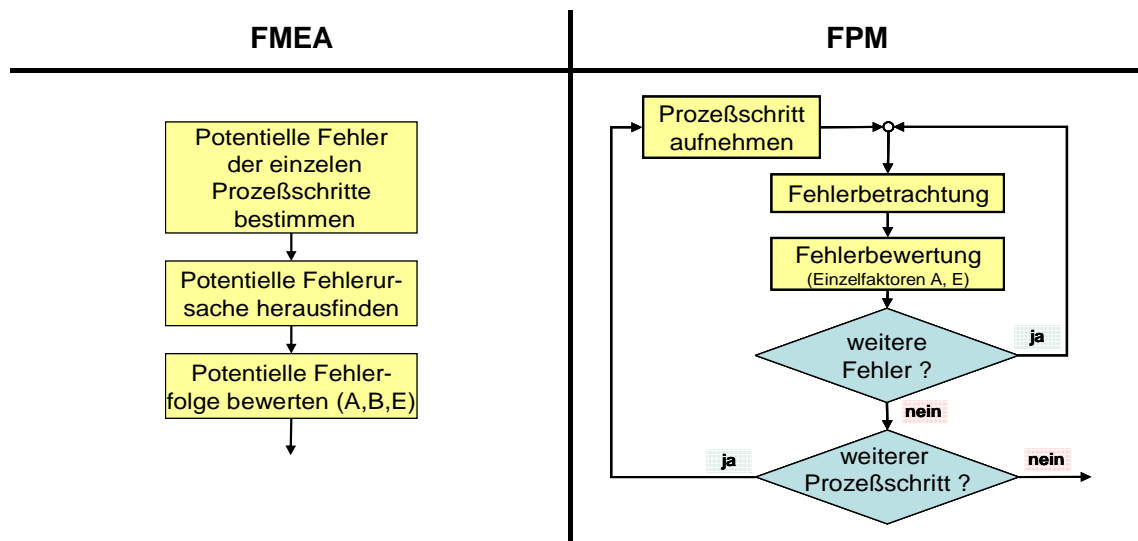 FMEA
FPM
Potentielle Fehler
der einzelen
Prozeßschritte
bestimmen
Potentielle Fehlerur-
sache herausfinden
Potentielle Fehler-
folge bewerten (A,B,E)
Prozeßschritt
aufnehmen
Fehlerbetrachtung
Fehlerbewertung
(Einzelfaktoren A, E)
weitere
Fehler ?
ja
nein
weiterer
Prozeßschritt ?
ja
nein